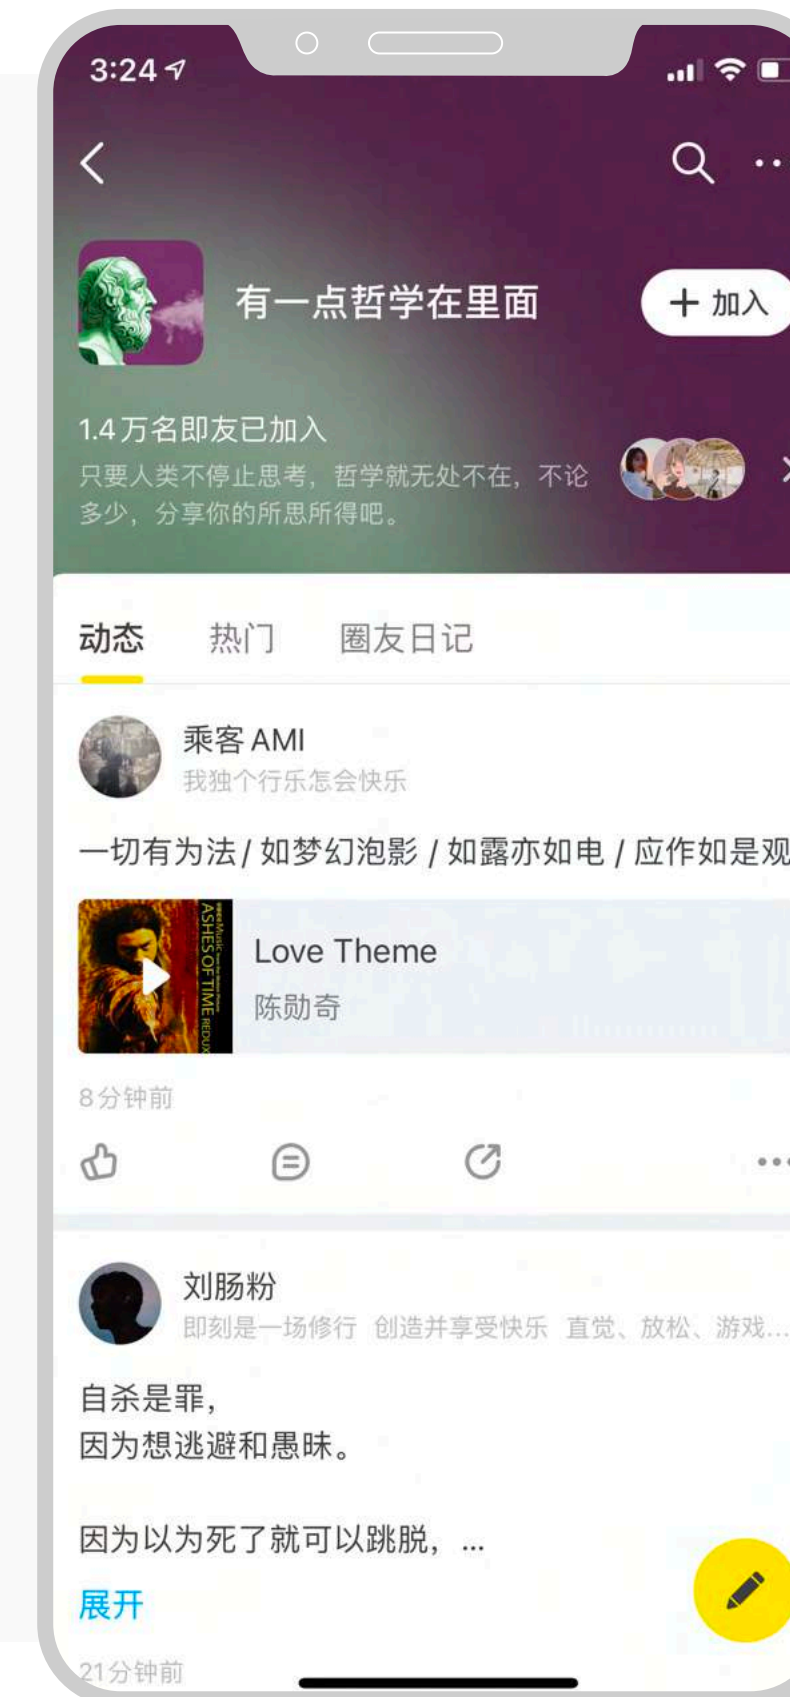 3:24
有一点哲学在里面
加入
1.4万名即友已加入
只要人类不停止思考，哲学就无处不在，不论
多少，分享你的所思所得吧。
动态 热门 圈友日记
乘客 AMI
我独个行乐怎会快乐
一切有为法 / 如梦幻泡影 / 如露亦如电 / 应作如是观
ASHES OF TIME REDUX
Love Theme
陈勋奇
8分钟前
刘肠粉
即刻是一场修行 创造并享受快乐 直觉、放松、游戏...
自杀是罪，
因为想逃避和愚昧。
因为以为死了就可以跳脱，...
展开
21分钟前